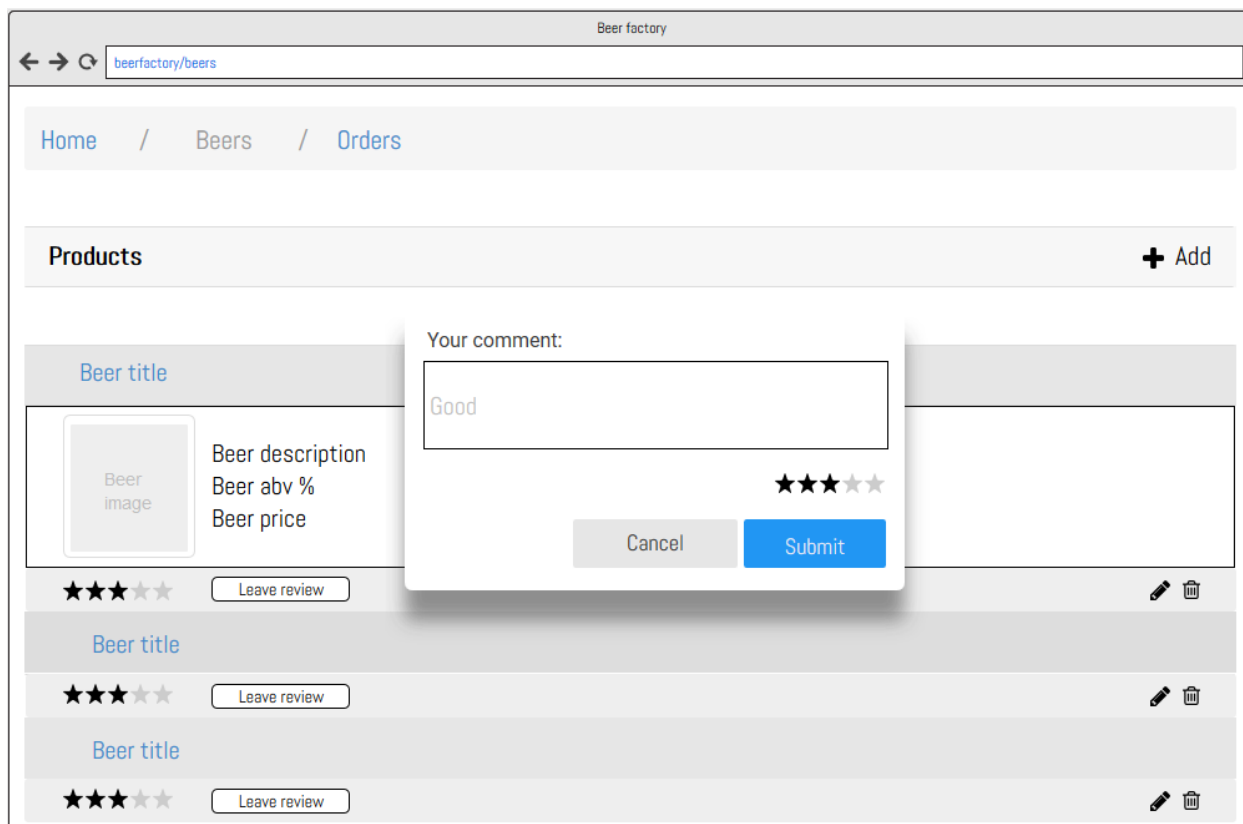 Beer factory
beerfactory/beers
Home / Beers / Orders
Products
Add
Your comment:
Good
Cancel
Submit
Beer title
Beer image
Beer description
Beer abv %
Beer price
Leave review
Beer title
Leave review
Beer title
Leave review